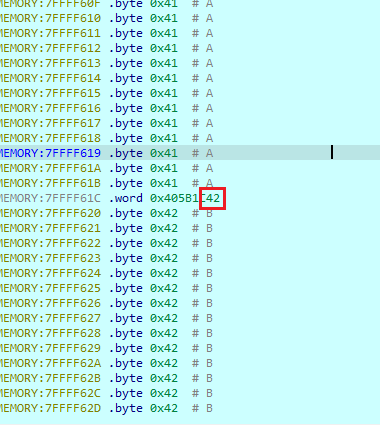 MEMORY:7FFFF60F .byte 0x41 # A
MEMORY:7FFFF610 .byte 0x41 # A
MEMORY:7FFFF611 .byte 0x41 # A
MEMORY:7FFFF612 .byte 0x41 # A
MEMORY:7FFFF613 .byte 0x41 # A
MEMORY:7FFFF614 .byte 0x41 # A
MEMORY:7FFFF615 .byte 0x41 # A
MEMORY:7FFFF616 .byte 0x41 # A
MEMORY:7FFFF617 .byte 0x41 # A
MEMORY:7FFFF618 .byte 0x41 # A
MEMORY:7FFFF619 .byte 0x41 # A
MEMORY:7FFFF61A .byte 0x41 # A
MEMORY:7FFFF61B .byte 0x41 # A
MEMORY:7FFFF61C .word 0x405B1C42
MEMORY:7FFFF620 .byte 0x42 # B
MEMORY:7FFFF621 .byte 0x42 # B
MEMORY:7FFFF622 .byte 0x42 # B
MEMORY:7FFFF623 .byte 0x42 # B
MEMORY:7FFFF624 .byte 0x42 # B
MEMORY:7FFFF625 .byte 0x42 # B
MEMORY:7FFFF626 .byte 0x42 # B
MEMORY:7FFFF627 .byte 0x42 # B
MEMORY:7FFFF628 .byte 0x42 # B
MEMORY:7FFFF629 .byte 0x42 # B
MEMORY:7FFFF62A .byte 0x42 # B
MEMORY:7FFFF62B .byte 0x42 # B
MEMORY:7FFFF62C .byte 0x42 # B
MEMORY:7FFFF62D .byte 0x42 # B